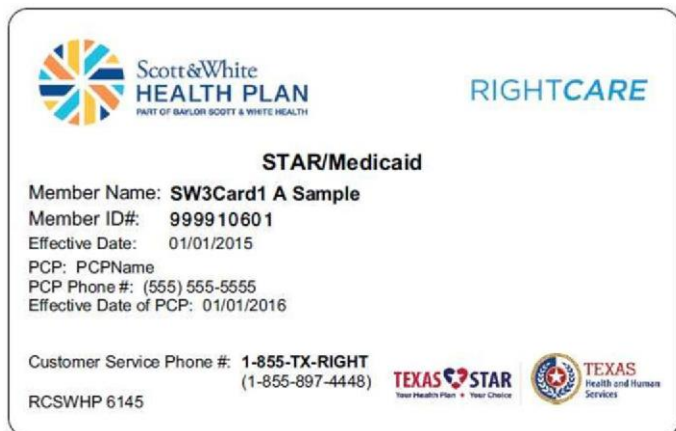 Scott&White
HEALTH PLAN
PART OF BAYLOR SCOTT & WHITE HEALTH
RIGHTCARE
STAR/Medicaid
Member Name: SW3Card1 A Sample
Member ID#: 999910601
Effective Date: 01/01/2015
PCP: PCPName
PCP Phone #: (555) 555-5555
Effective Date of PCP: 01/01/2016
Customer Service Phone #: 1-855-TX-RIGHT
(1-855-897-4448)
RCSWHP 6145
TEXAS STAR
Your Health Plan ♦ Your Choice
TEXAS
Health and Human
Services